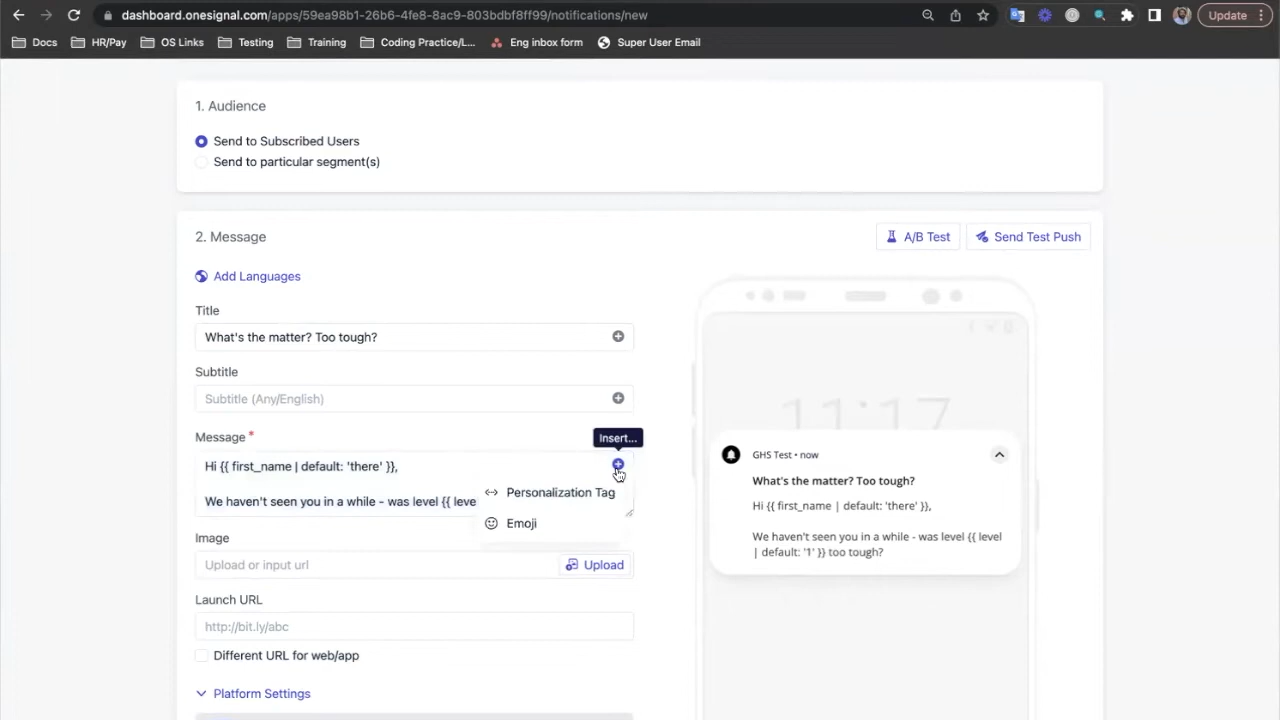 dashboard.onesignal.com/apps/59ea98b1-26b6-4fe8-8ac9-803bdbf8ff99/notifications/new
Update
Docs
HR/Pay
OS Links
Testing
Training
Coding Practice/L...
Eng inbox form
Super User Email
1. Audience
Send to Subscribed Users
Send to particular segment(s)
2. Message
A/B Test
Send Test Push
Add Languages
Title
What's the matter? Too tough?
Subtitle
Subtitle (Any/English)
Message *
Insert...
Hi {{ first_name | default: 'there' }},
We haven't seen you in a while - was level {{ leve
Personalization Tag
Emoji
Image
Upload or input url
Upload
Launch URL
http://bit.ly/abc
Different URL for web/app
Platform Settings
11:17
GHS Test • now
What's the matter? Too tough?
Hi {{ first_name | default: 'there' }},
We haven't seen you in a while - was level {{ level
| default: '1' }} too tough?